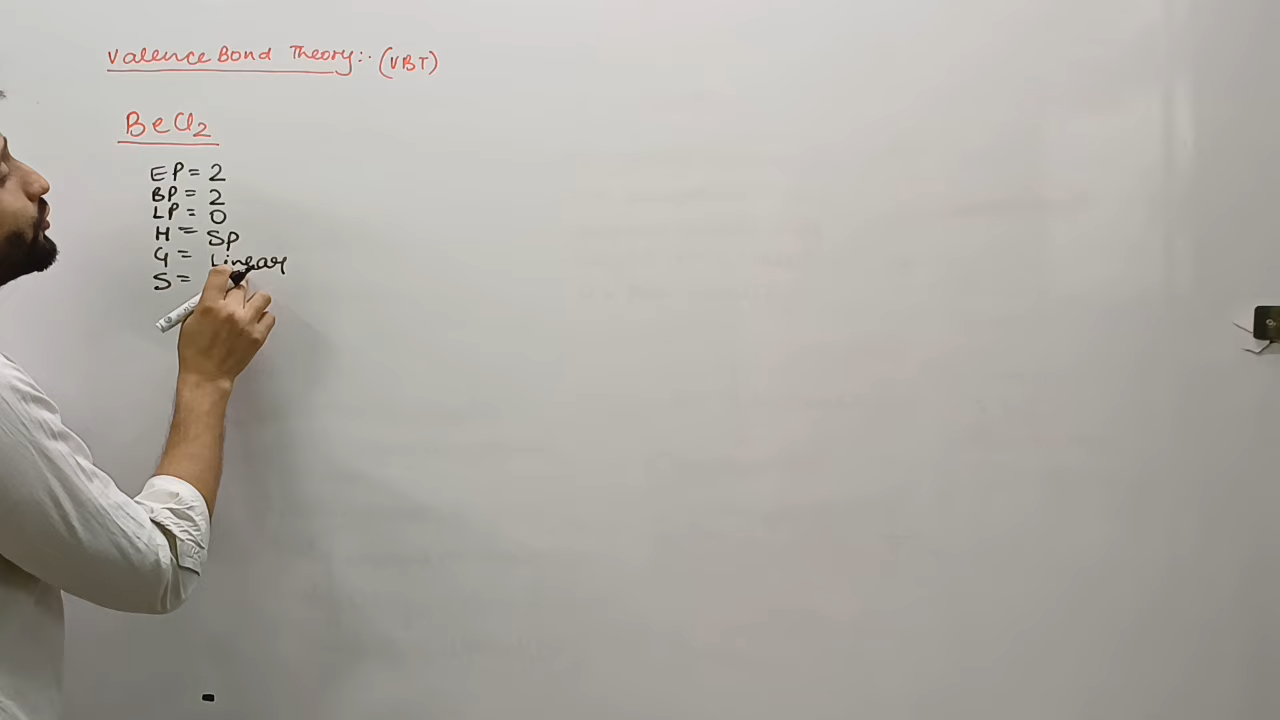 Valence Bond Theory:- (VBT)
BeCl2
EP = 2
BP = 2
LP = 0
H = Sp
G = Linear
S =